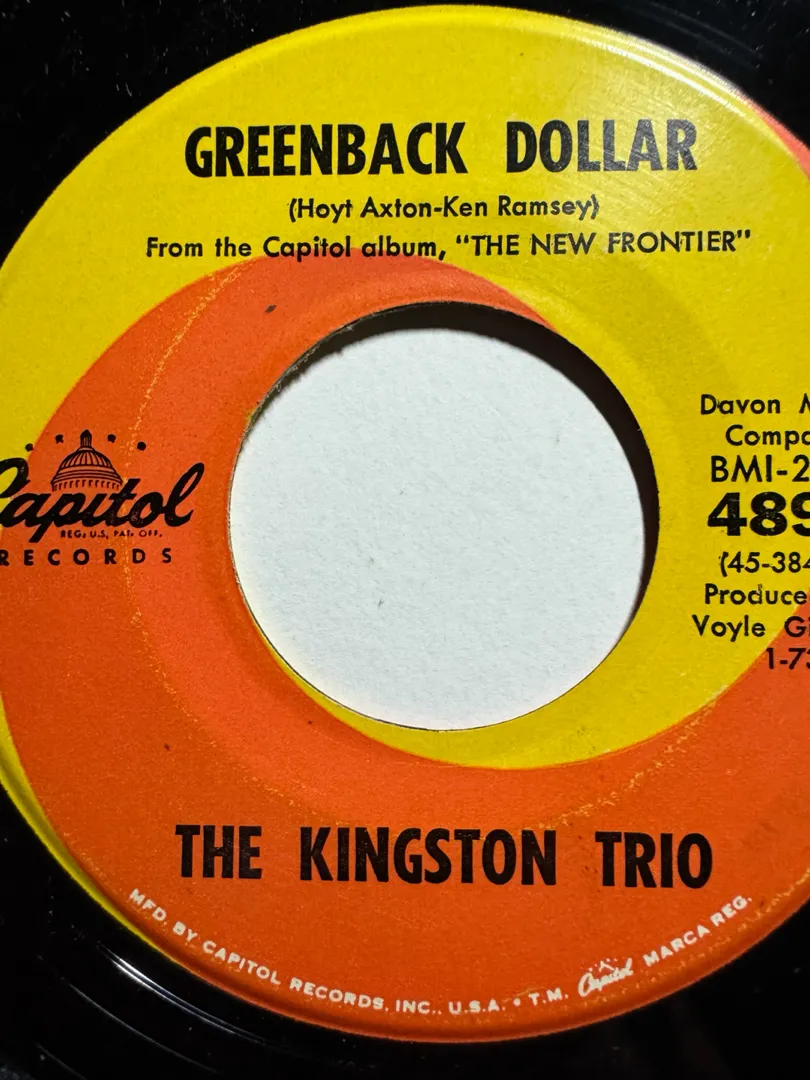 GREENBACK DOLLAR
(Hoyt Axton-Ken Ramsey)
From the Capitol album, "THE NEW FRONTIER"
Capitol
REG. U.S. PAT. OFF.
RECORDS
Davon
BMI-2
489
(45-384
Produce
Voyle
1-73
THE KINGSTON TRIO
MFD. BY CAPITOL RECORDS, INC., U.S.A. • T.M. Capitol MARCA REG.